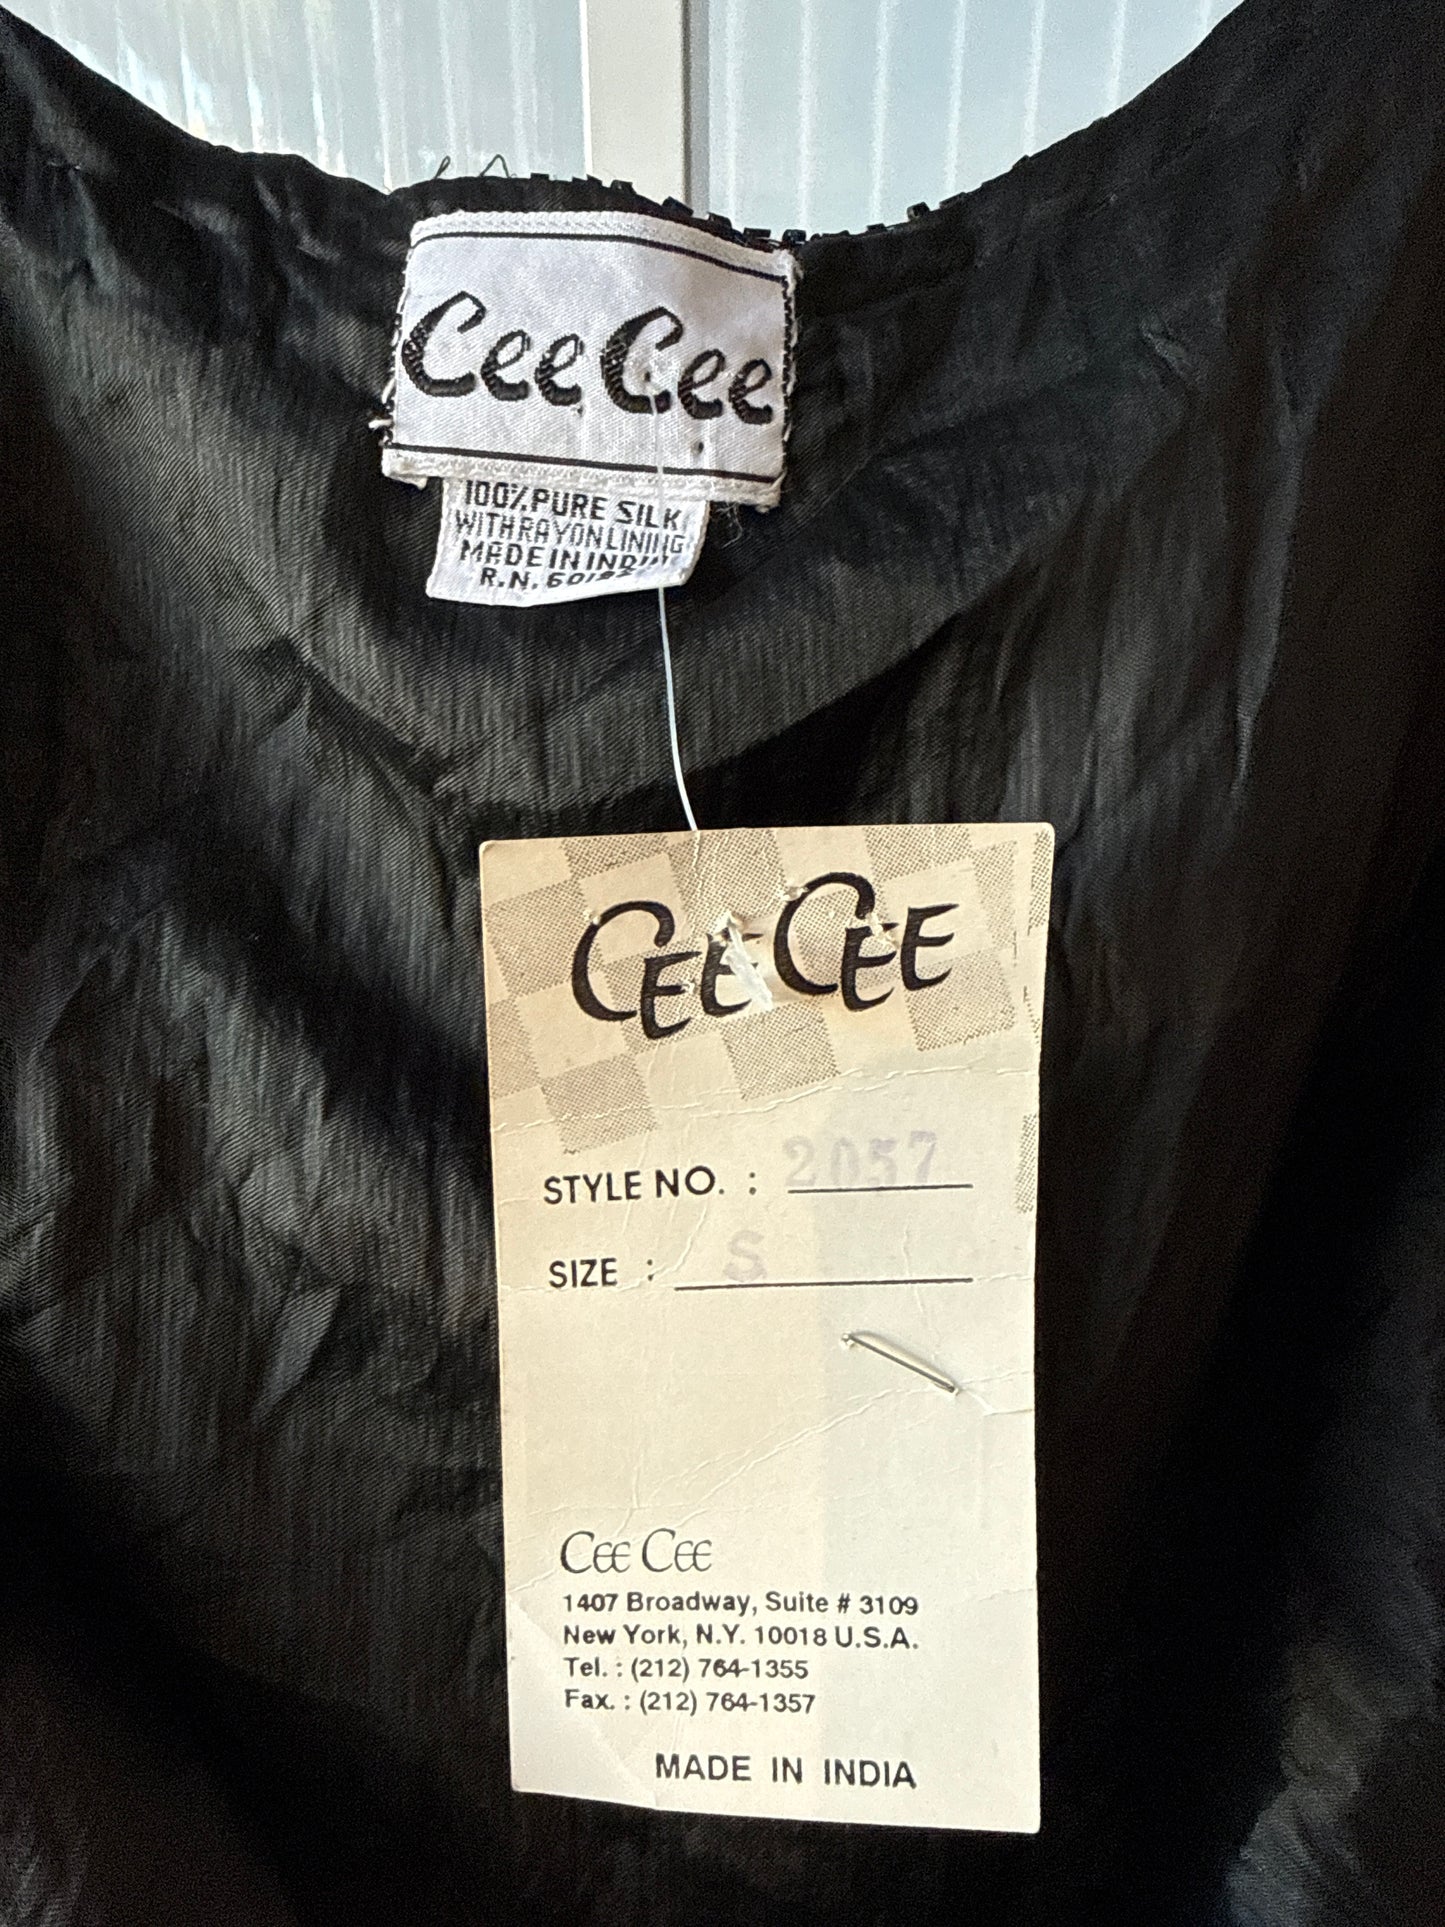 Cee Cee
100% PURE SILK
WITH RAYON LINING
MADE IN INDIA
R.N.
CEE CEE
STYLE NO. : 2057
SIZE : S
CEE CEE
1407 Broadway, Suite # 3109
New York, N.Y. 10018 U.S.A.
Tel. : (212) 764-1355
Fax. : (212) 764-1357
MADE IN INDIA